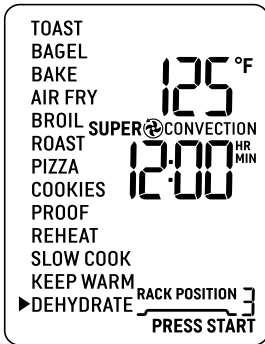 TOAST
BAGEL
BAKE
AIR FRY
BROIL
ROAST
PIZZA
COOKIES
PROOF
REHEAT
SLOW COOK
KEEP WARM
▶DEHYDRATE
125°F
SUPER CONVECTION
12:00 HR MIN
RACK POSITION 3
PRESS START